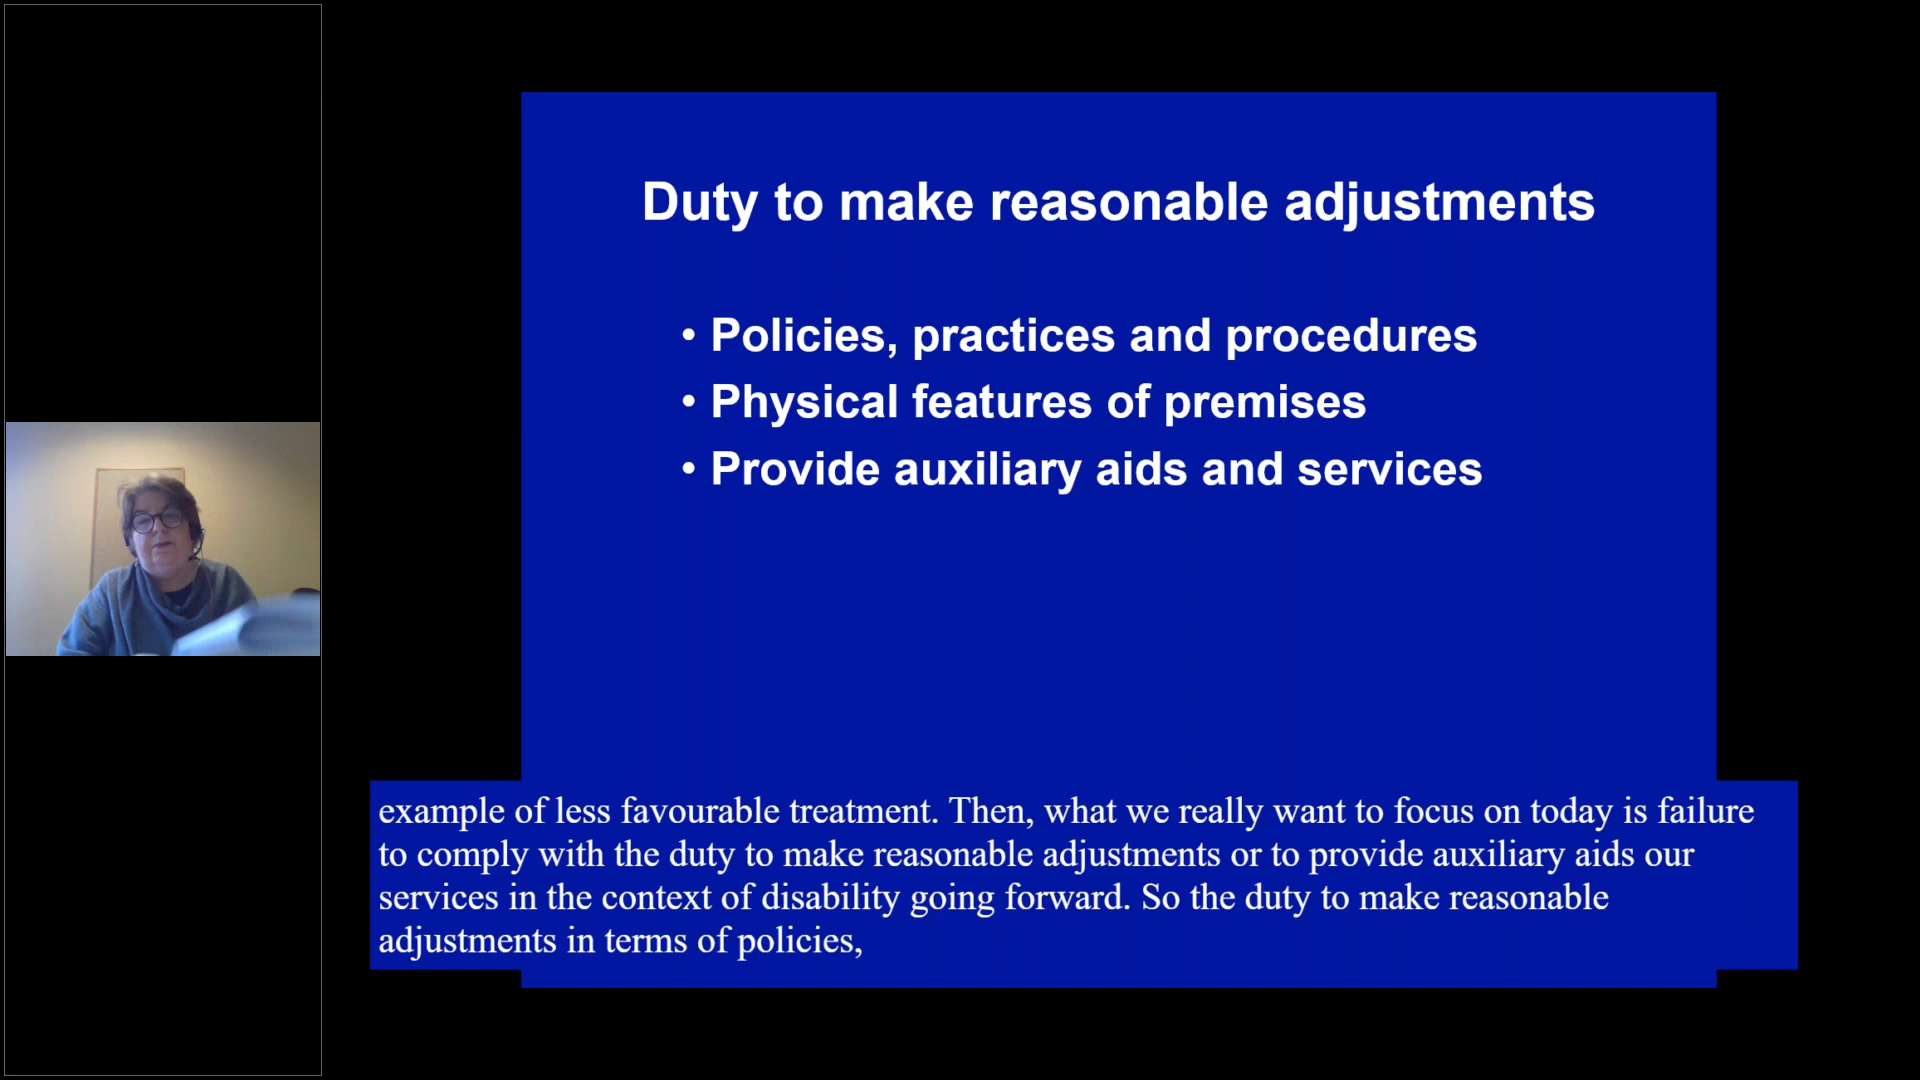 Duty to make reasonable adjustments
• Policies, practices and procedures
• Physical features of premises
• Provide auxiliary aids and services
example of less favourable treatment. Then, what we really want to focus on today is failure
to comply with the duty to make reasonable adjustments or to provide auxiliary aids our
services in the context of disability going forward. So the duty to make reasonable
adjustments in terms of policies,